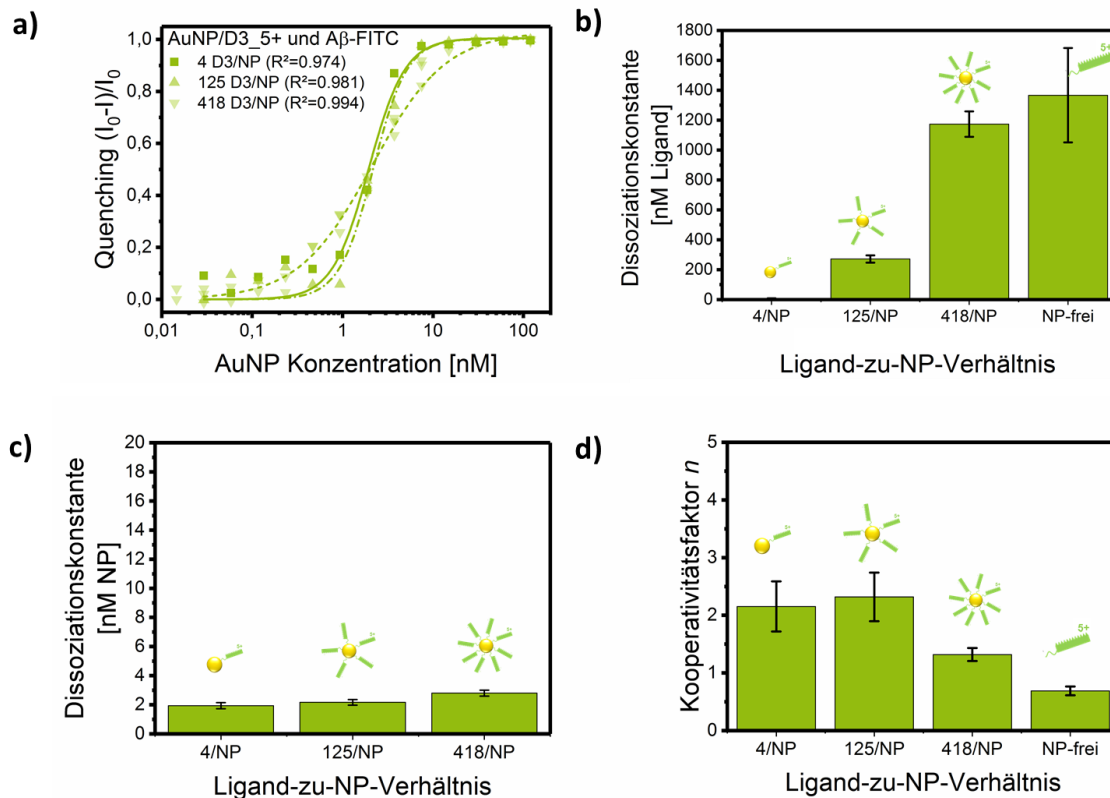 a)
AuNP/D3_5+ und Aβ-FITC
4 D3/NP (R²=0.974)
125 D3/NP (R²=0.981)
418 D3/NP (R²=0.994)
Quenching (I0-I)/I0
1,0
0,8
0,6
0,4
0,2
0,0
0,01 0,1 1 10 100
AuNP Konzentration [nM]
b)
Dissoziationskonstante
[nM Ligand]
1800
1600
1400
1200
1000
800
600
400
200
0
5+
4/NP 125/NP 418/NP NP-frei
Ligand-zu-NP-Verhältnis
c)
Dissoziationskonstante
[nM NP]
20
18
16
14
12
10
8
6
4
2
0
4/NP 125/NP 418/NP
Ligand-zu-NP-Verhältnis
d)
Kooperativitätsfaktor n
5
4
3
2
1
0
5+
4/NP 125/NP 418/NP NP-frei
Ligand-zu-NP-Verhältnis